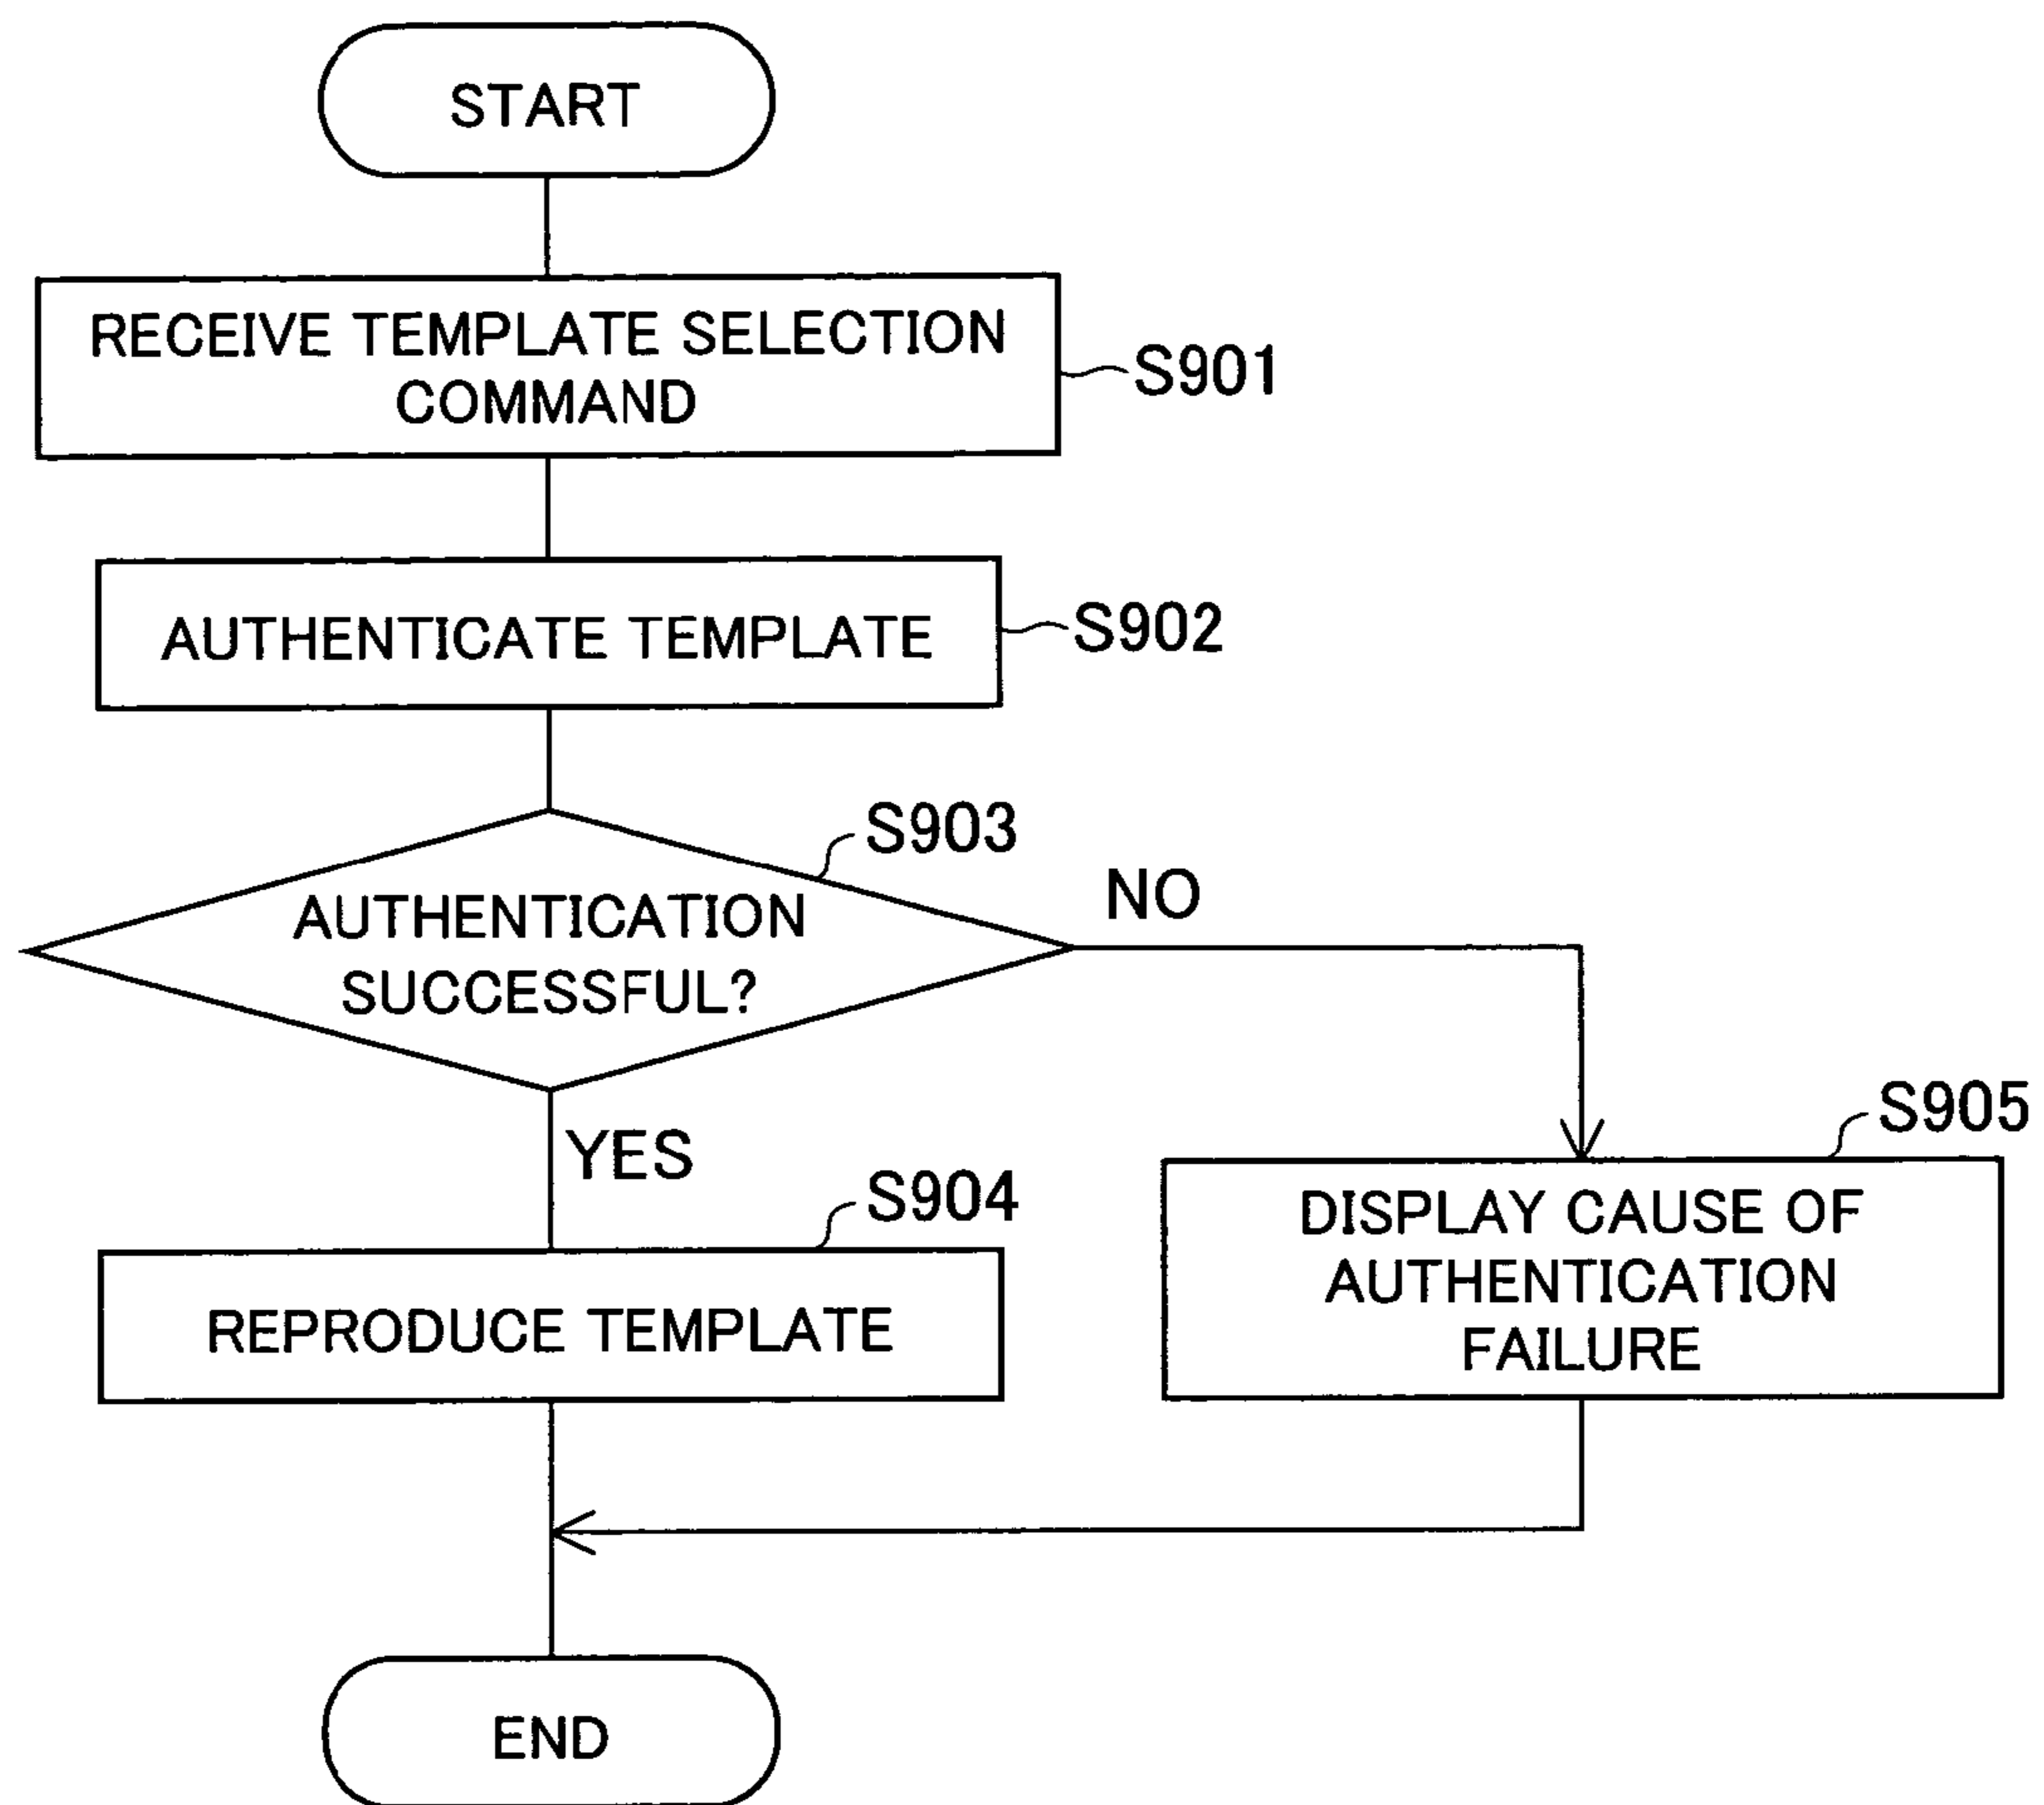 START
RECEIVE TEMPLATE SELECTION
COMMAND
S901
AUTHENTICATE TEMPLATE
S902
S903
AUTHENTICATION
SUCCESSFUL?
NO
YES
S904
REPRODUCE TEMPLATE
S905
DISPLAY CAUSE OF
AUTHENTICATION
FAILURE
END